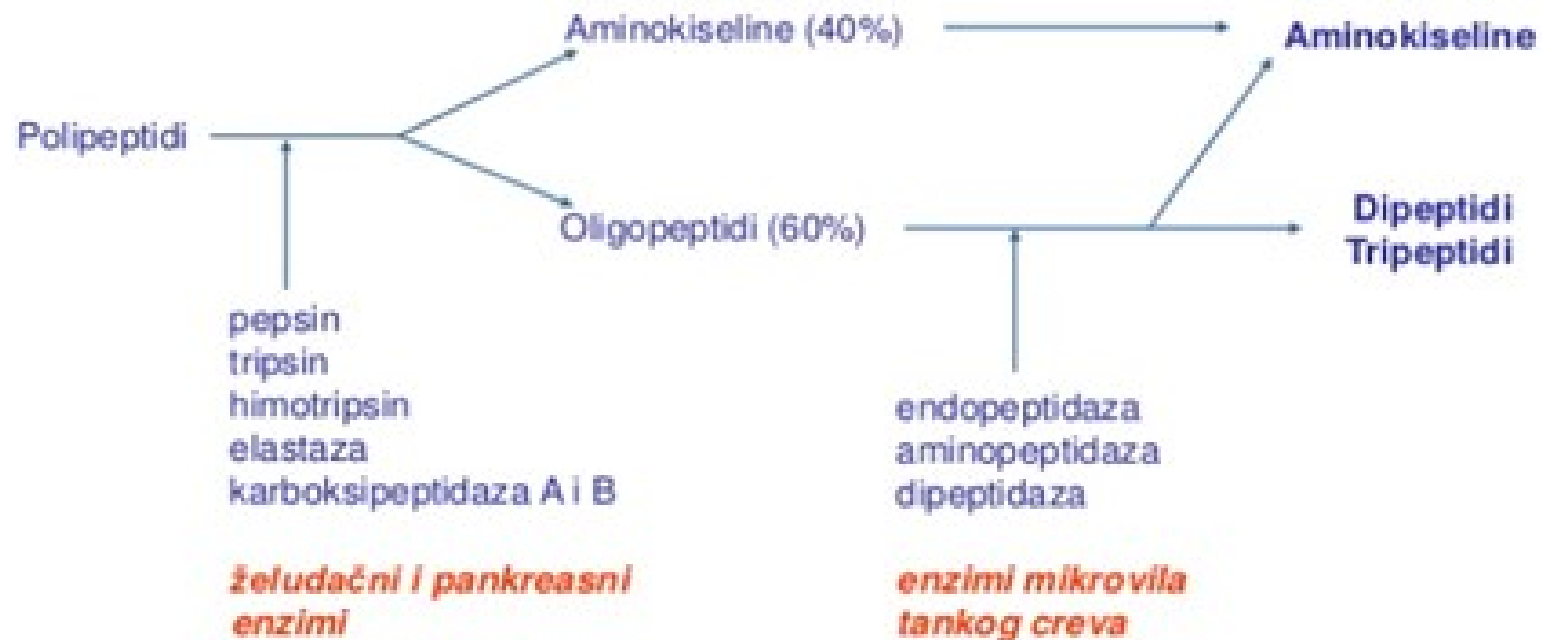 Aminokiseline (40%)
Aminokiseline
Polipeptidi
Oligopeptidi (60%)
Dipeptidi
Tripeptidi
pepsin
tripsin
himotripsin
elastaza
karboksipeptidaza A i B
želudačni i pankreasni
enzimi
endopeptidaza
aminopeptidaza
dipeptidaza
enzimi mikrovila
tankog creva